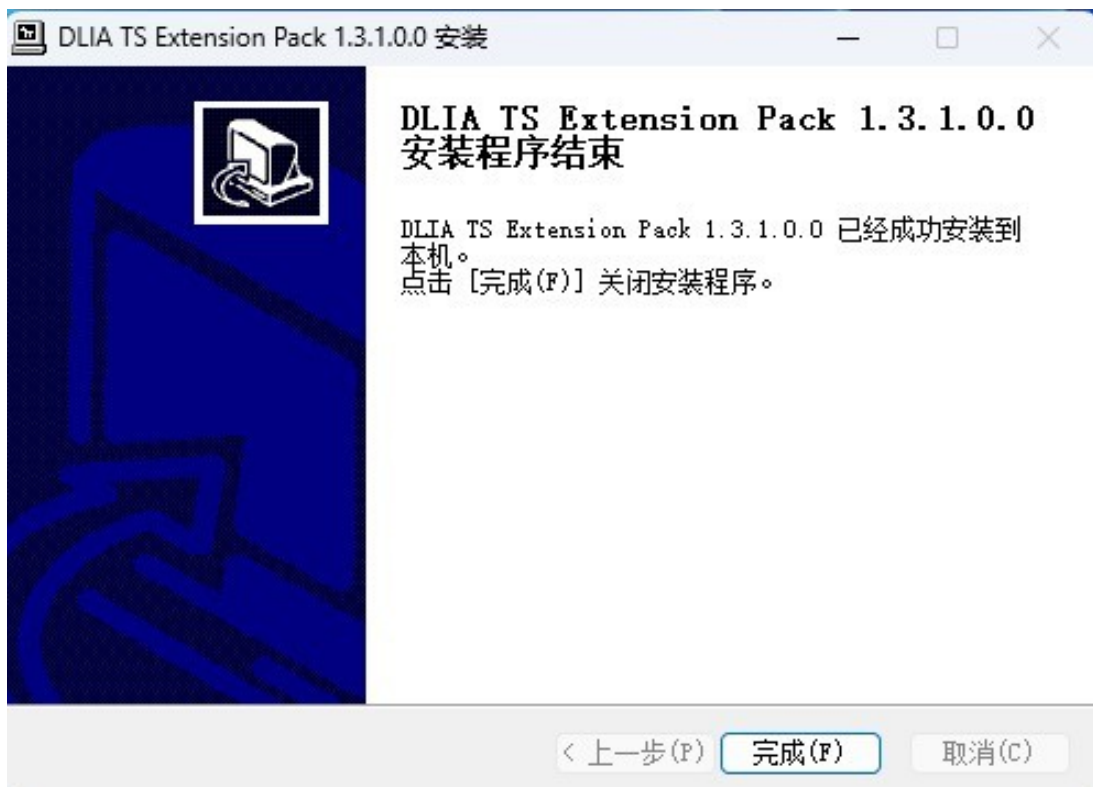 DLIA TS Extension Pack 1.3.1.0.0 安装
DLIA TS Extension Pack 1.3.1.0.0
安装程序结束
DLIA TS Extension Pack 1.3.1.0.0 已经成功安装到
本机。
点击 [完成(F)] 关闭安装程序。
< 上一步(P) 完成(F) 取消(C)